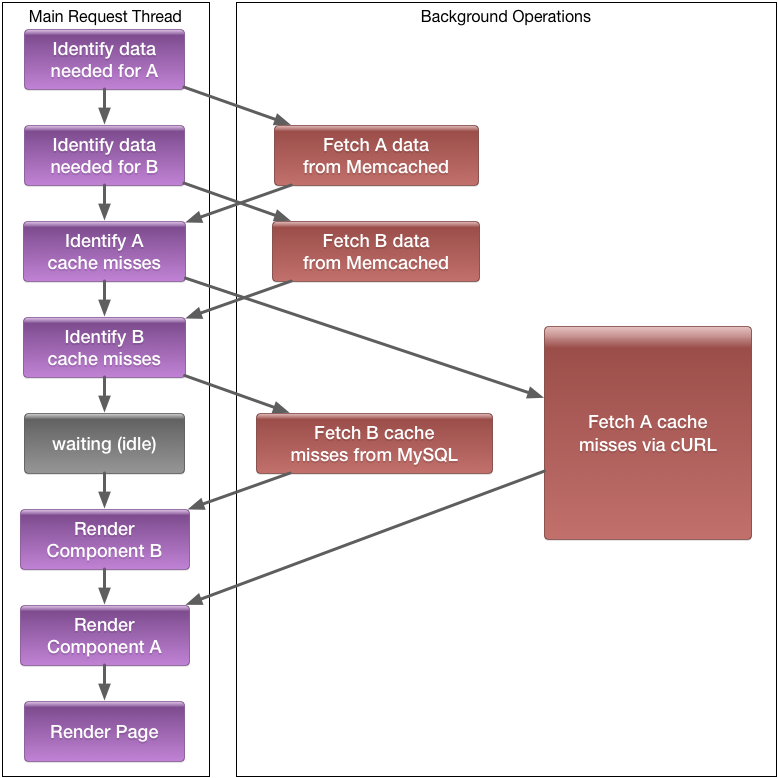 Main Request Thread
Background Operations
Identify data
needed for A
Identify data
needed for B
Fetch A data
from Memcached
Identify A
cache misses
Fetch B data
from Memcached
Identify B
cache misses
Fetch A cache
misses via cURL
waiting (idle)
Fetch B cache
misses from MySQL
Render
Component B
Render
Component A
Render Page